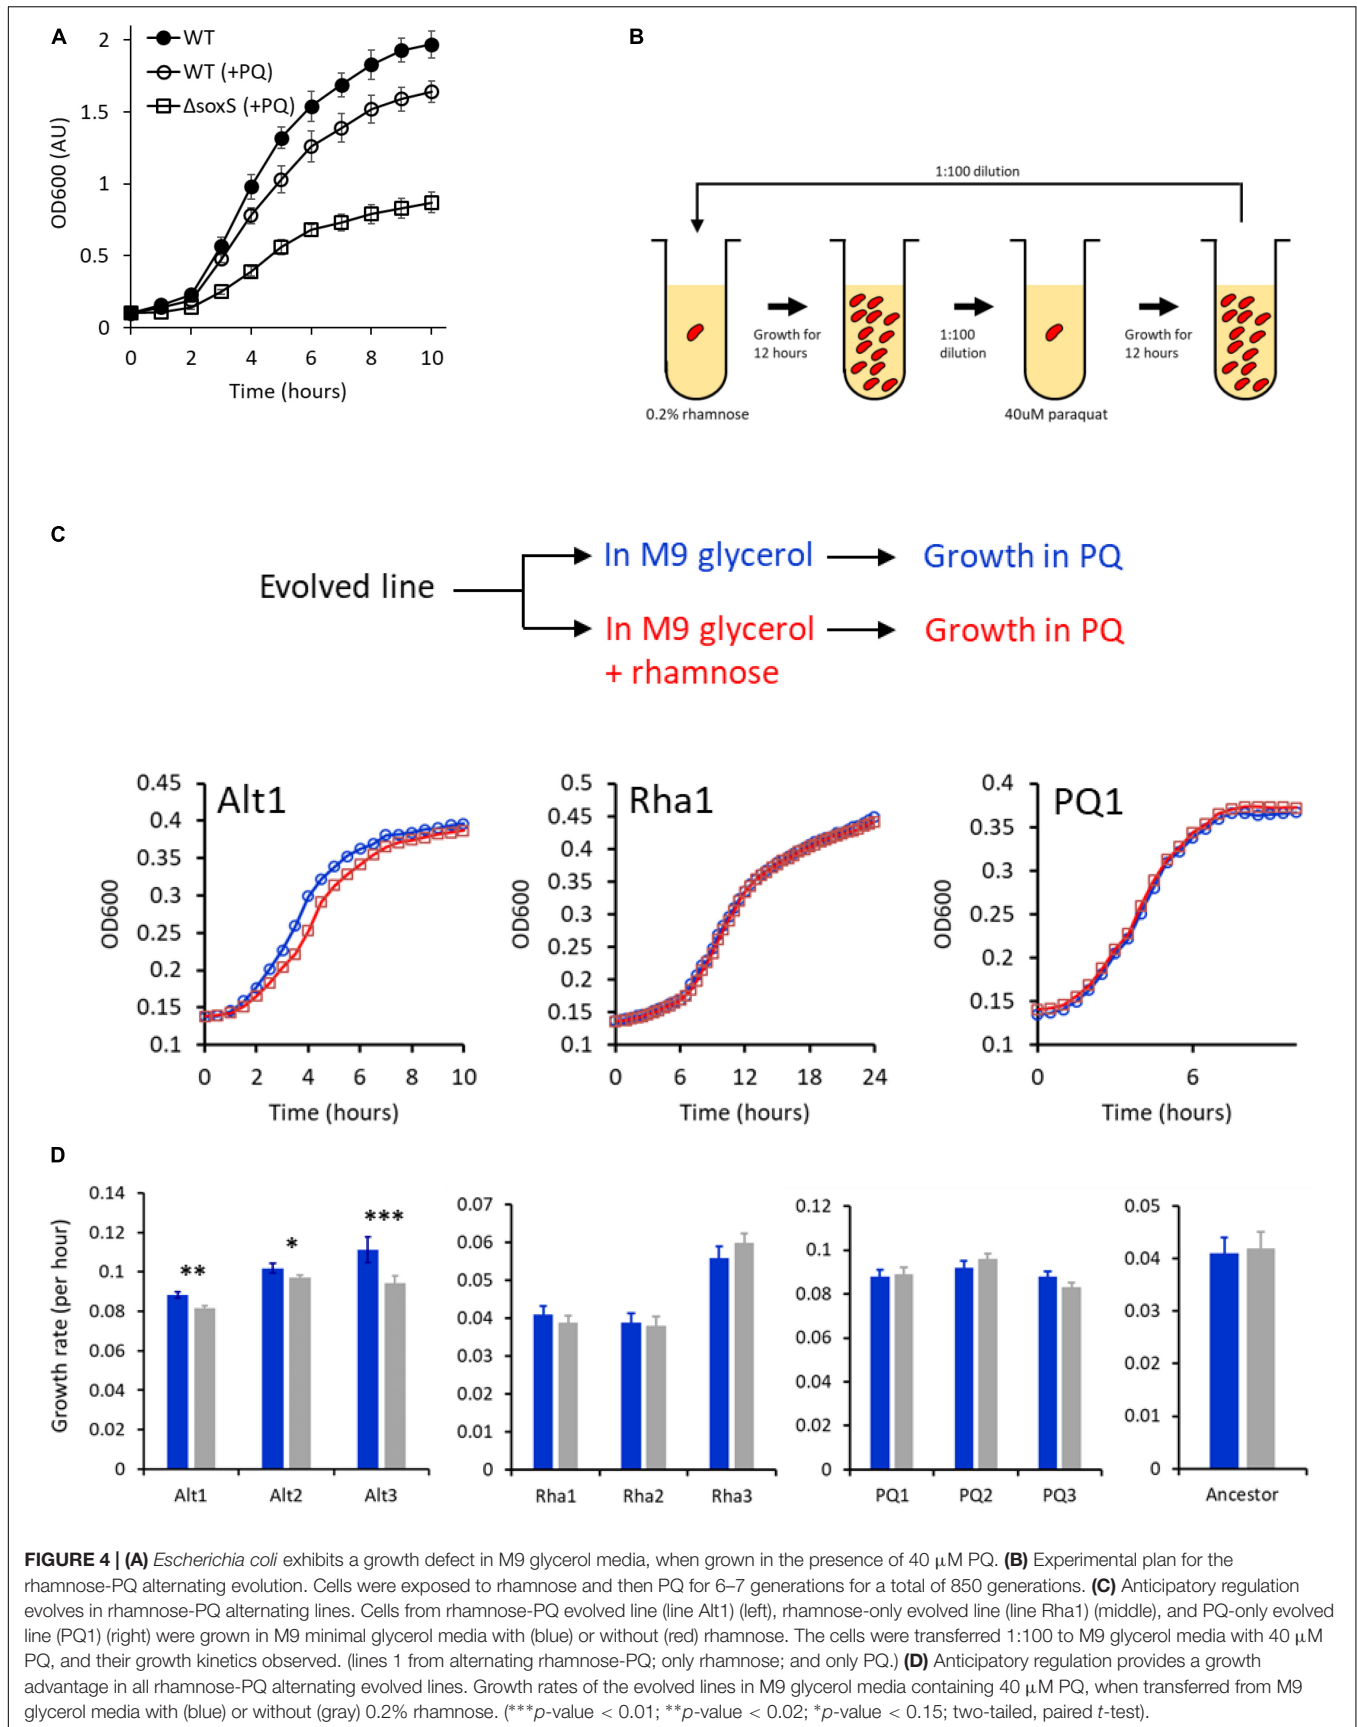 A
WT
WT (+PQ)
ΔsoxS (+PQ)
2
1.5
1
0.5
0
OD600 (AU)
0 2 4 6 8 10
Time (hours)
B
1:100 dilution
Growth for
12 hours
1:100
dilution
Growth for
12 hours
0.2% rhamnose
40uM paraquat
C
Evolved line
In M9 glycerol
Growth in PQ
In M9 glycerol
+ rhamnose
Growth in PQ
Alt1
0.45
0.4
0.35
0.3
0.25
0.2
0.15
0.1
OD600
0 2 4 6 8 10
Time (hours)
Rha1
0.5
0.45
0.4
0.35
0.3
0.25
0.2
0.15
0.1
OD600
0 6 12 18 24
Time (hours)
PQ1
0.4
0.35
0.3
0.25
0.2
0.15
0.1
OD600
0 6
Time (hours)
D
Growth rate (per hour)
0.14
0.12
0.1
0.08
0.06
0.04
0.02
0
** * ***
Alt1 Alt2 Alt3
0.07
0.06
0.05
0.04
0.03
0.02
0.01
0
Rha1 Rha2 Rha3
0.12
0.1
0.08
0.06
0.04
0.02
0
PQ1 PQ2 PQ3
0.05
0.04
0.03
0.02
0.01
0
Ancestor
FIGURE 4 | (A) Escherichia coli exhibits a growth defect in M9 glycerol media, when grown in the presence of 40 μM PQ. (B) Experimental plan for the
rhamnose-PQ alternating evolution. Cells were exposed to rhamnose and then PQ for 6–7 generations for a total of 850 generations. (C) Anticipatory regulation
evolves in rhamnose-PQ alternating lines. Cells from rhamnose-PQ evolved line (line Alt1) (left), rhamnose-only evolved line (line Rha1) (middle), and PQ-only evolved
line (PQ1) (right) were grown in M9 minimal glycerol media with (blue) or without (red) rhamnose. The cells were transferred 1:100 to M9 glycerol media with 40 μM
PQ, and their growth kinetics observed. (lines 1 from alternating rhamnose-PQ; only rhamnose; and only PQ.) (D) Anticipatory regulation provides a growth
advantage in all rhamnose-PQ alternating evolved lines. Growth rates of the evolved lines in M9 glycerol media containing 40 μM PQ, when transferred from M9
glycerol media with (blue) or without (gray) 0.2% rhamnose. (***p-value < 0.01; **p-value < 0.02; *p-value < 0.15; two-tailed, paired t-test).